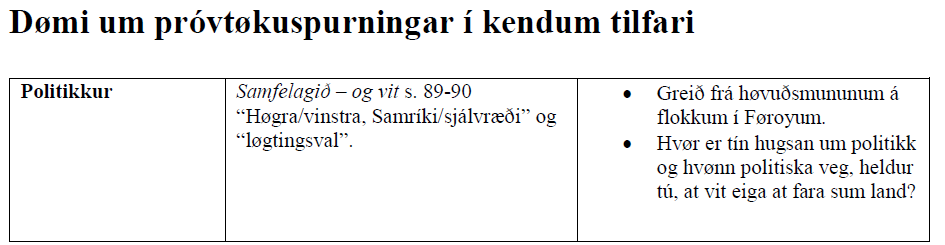 Dømi um próvtøkuspurningar í kendum tilfari
Politikkur
Samfelagið – og vit s. 89-90
“Høgra/vinstra, Samríki/sjálvræði” og
“løgtingsval”.
• Greið frá høvuðsmununum á
flokkum í Føroyum.
• Hvør er tín hugsan um politikk
og hvønn politiska veg, heldur
tú, at vit eiga at fara sum land?